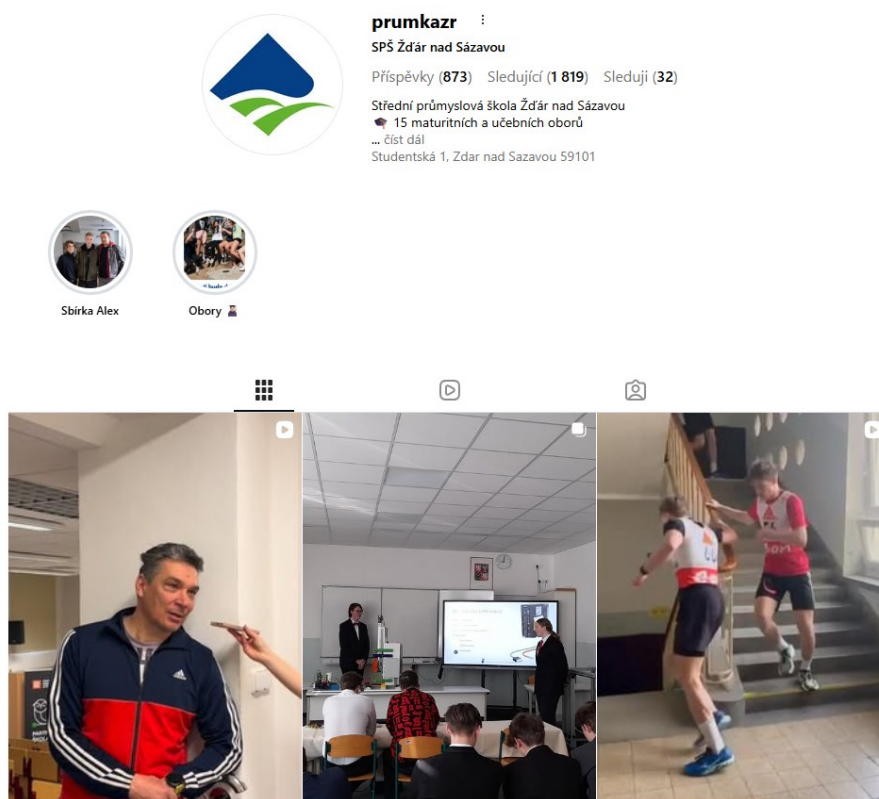 prumkazr
SPŠ Žďár nad Sázavou
Příspěvky (873) Sledující (1 819) Sleduji (32)
Střední průmyslová škola Žďár nad Sázavou
🎓 15 maturitních a učebních oborů
... číst dál
Studentská 1, Zdar nad Sazavou 59101
Sbírka Alex
Obory 👨🏻‍🎓
adidas